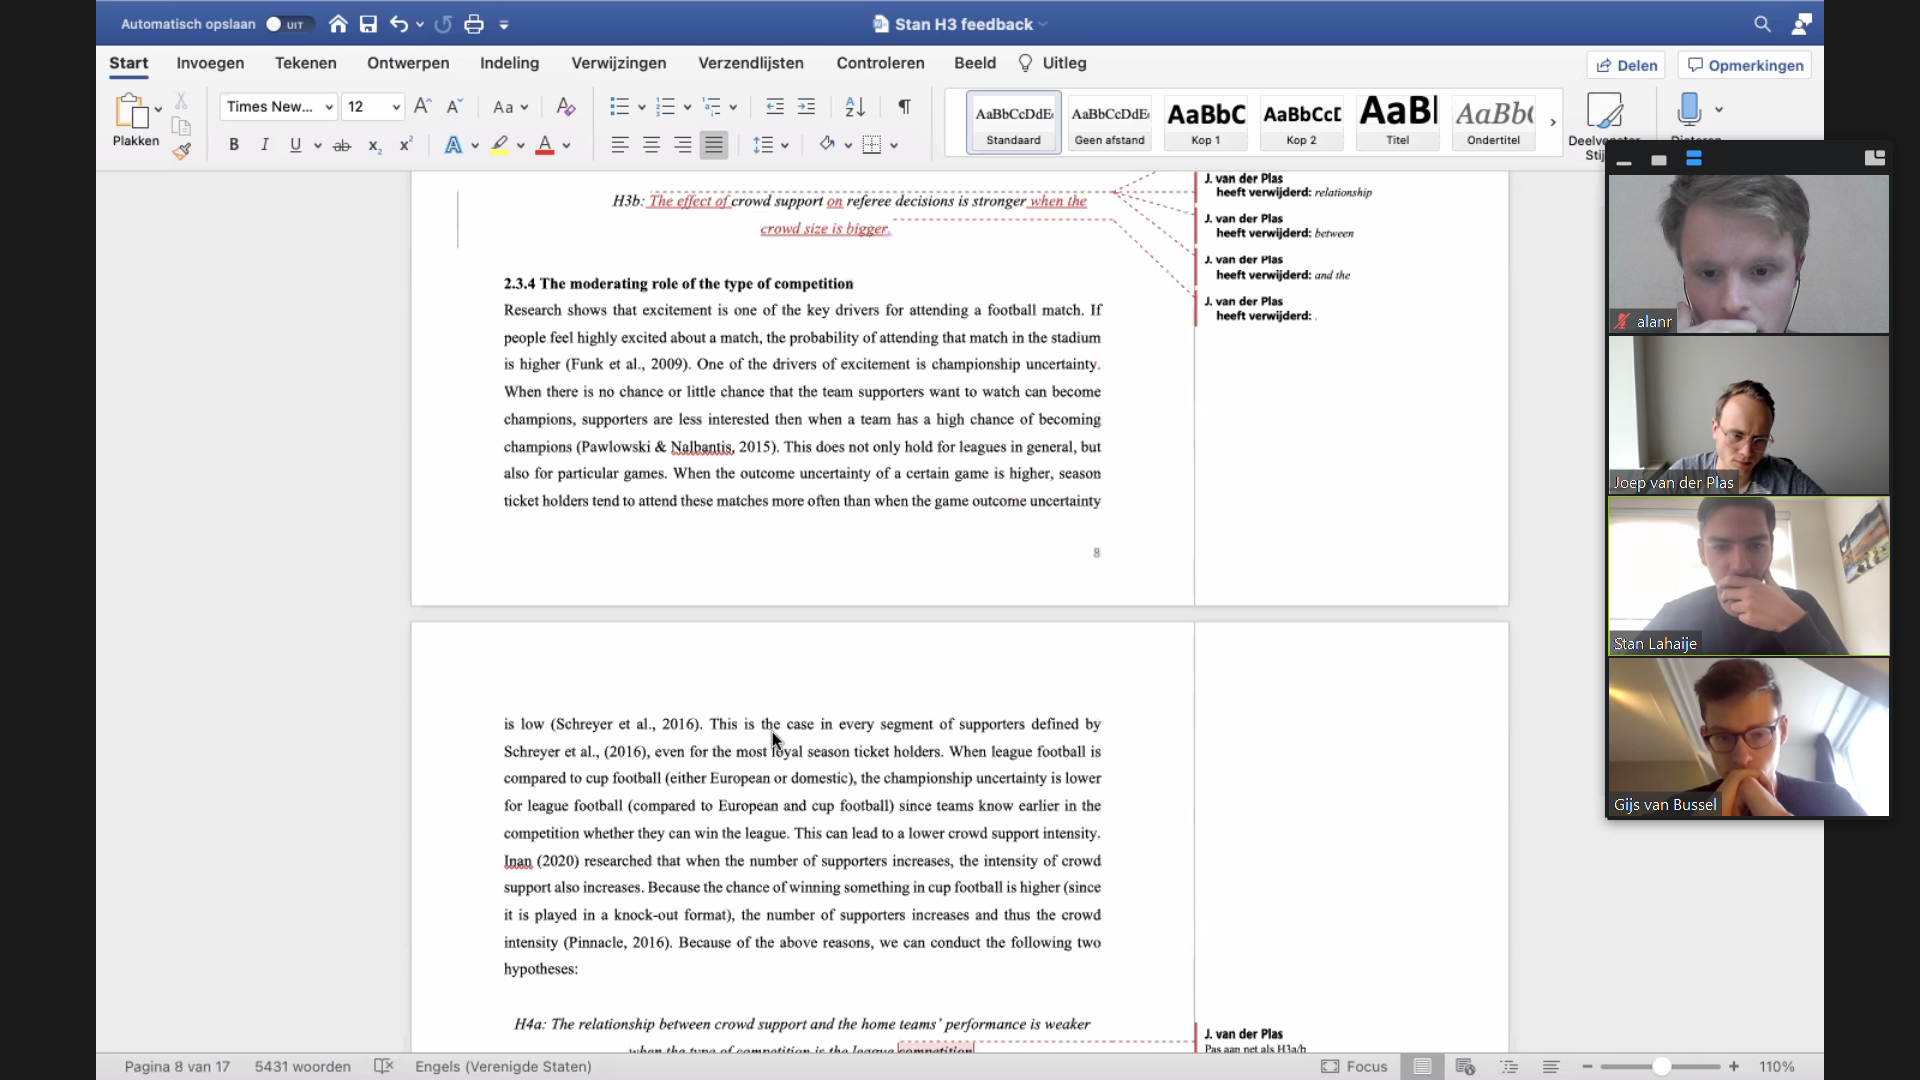 Automatisch opslaan UIT
Stan H3 feedback
Start Invoegen Tekenen Ontwerpen Indeling Verwijzingen Verzendlijsten Controleren Beeld Uitleg
Delen Opmerkingen
Plakken
Times New... 12
AaBbCcDdE Standaard
AaBbCcDdE Geen afstand
AaBbC Kop 1
AaBbCcD Kop 2
AaB Titel
AaBb Ondertitel
H3b: The effect of crowd support on referee decisions is stronger when the
crowd size is bigger.
2.3.4 The moderating role of the type of competition
Research shows that excitement is one of the key drivers for attending a football match. If
people feel highly excited about a match, the probability of attending that match in the stadium
is higher (Funk et al., 2009). One of the drivers of excitement is championship uncertainty.
When there is no chance or little chance that the team supporters want to watch can become
champions, supporters are less interested then when a team has a high chance of becoming
champions (Pawlowski & Nalbantis, 2015). This does not only hold for leagues in general, but
also for particular games. When the outcome uncertainty of a certain game is higher, season
ticket holders tend to attend these matches more often than when the game outcome uncertainty
8
J. van der Plas
heeft verwijderd: relationship
J. van der Plas
heeft verwijderd: between
J. van der Plas
heeft verwijderd: and the
J. van der Plas
heeft verwijderd: .
is low (Schreyer et al., 2016). This is the case in every segment of supporters defined by
Schreyer et al., (2016), even for the most loyal season ticket holders. When league football is
compared to cup football (either European or domestic), the championship uncertainty is lower
for league football (compared to European and cup football) since teams know earlier in the
competition whether they can win the league. This can lead to a lower crowd support intensity.
Inan (2020) researched that when the number of supporters increases, the intensity of crowd
support also increases. Because the chance of winning something in cup football is higher (since
it is played in a knock-out format), the number of supporters increases and thus the crowd
intensity (Pinnacle, 2016). Because of the above reasons, we can conduct the following two
hypotheses:
H4a: The relationship between crowd support and the home teams' performance is weaker
when the type of competition is the league competition
J. van der Plas
Pas aan net als H3a/b
alanr
Joep van der Plas
Stan Lahaije
Gijs van Bussel
Pagina 8 van 17 5431 woorden Engels (Verenigde Staten) Focus 110%